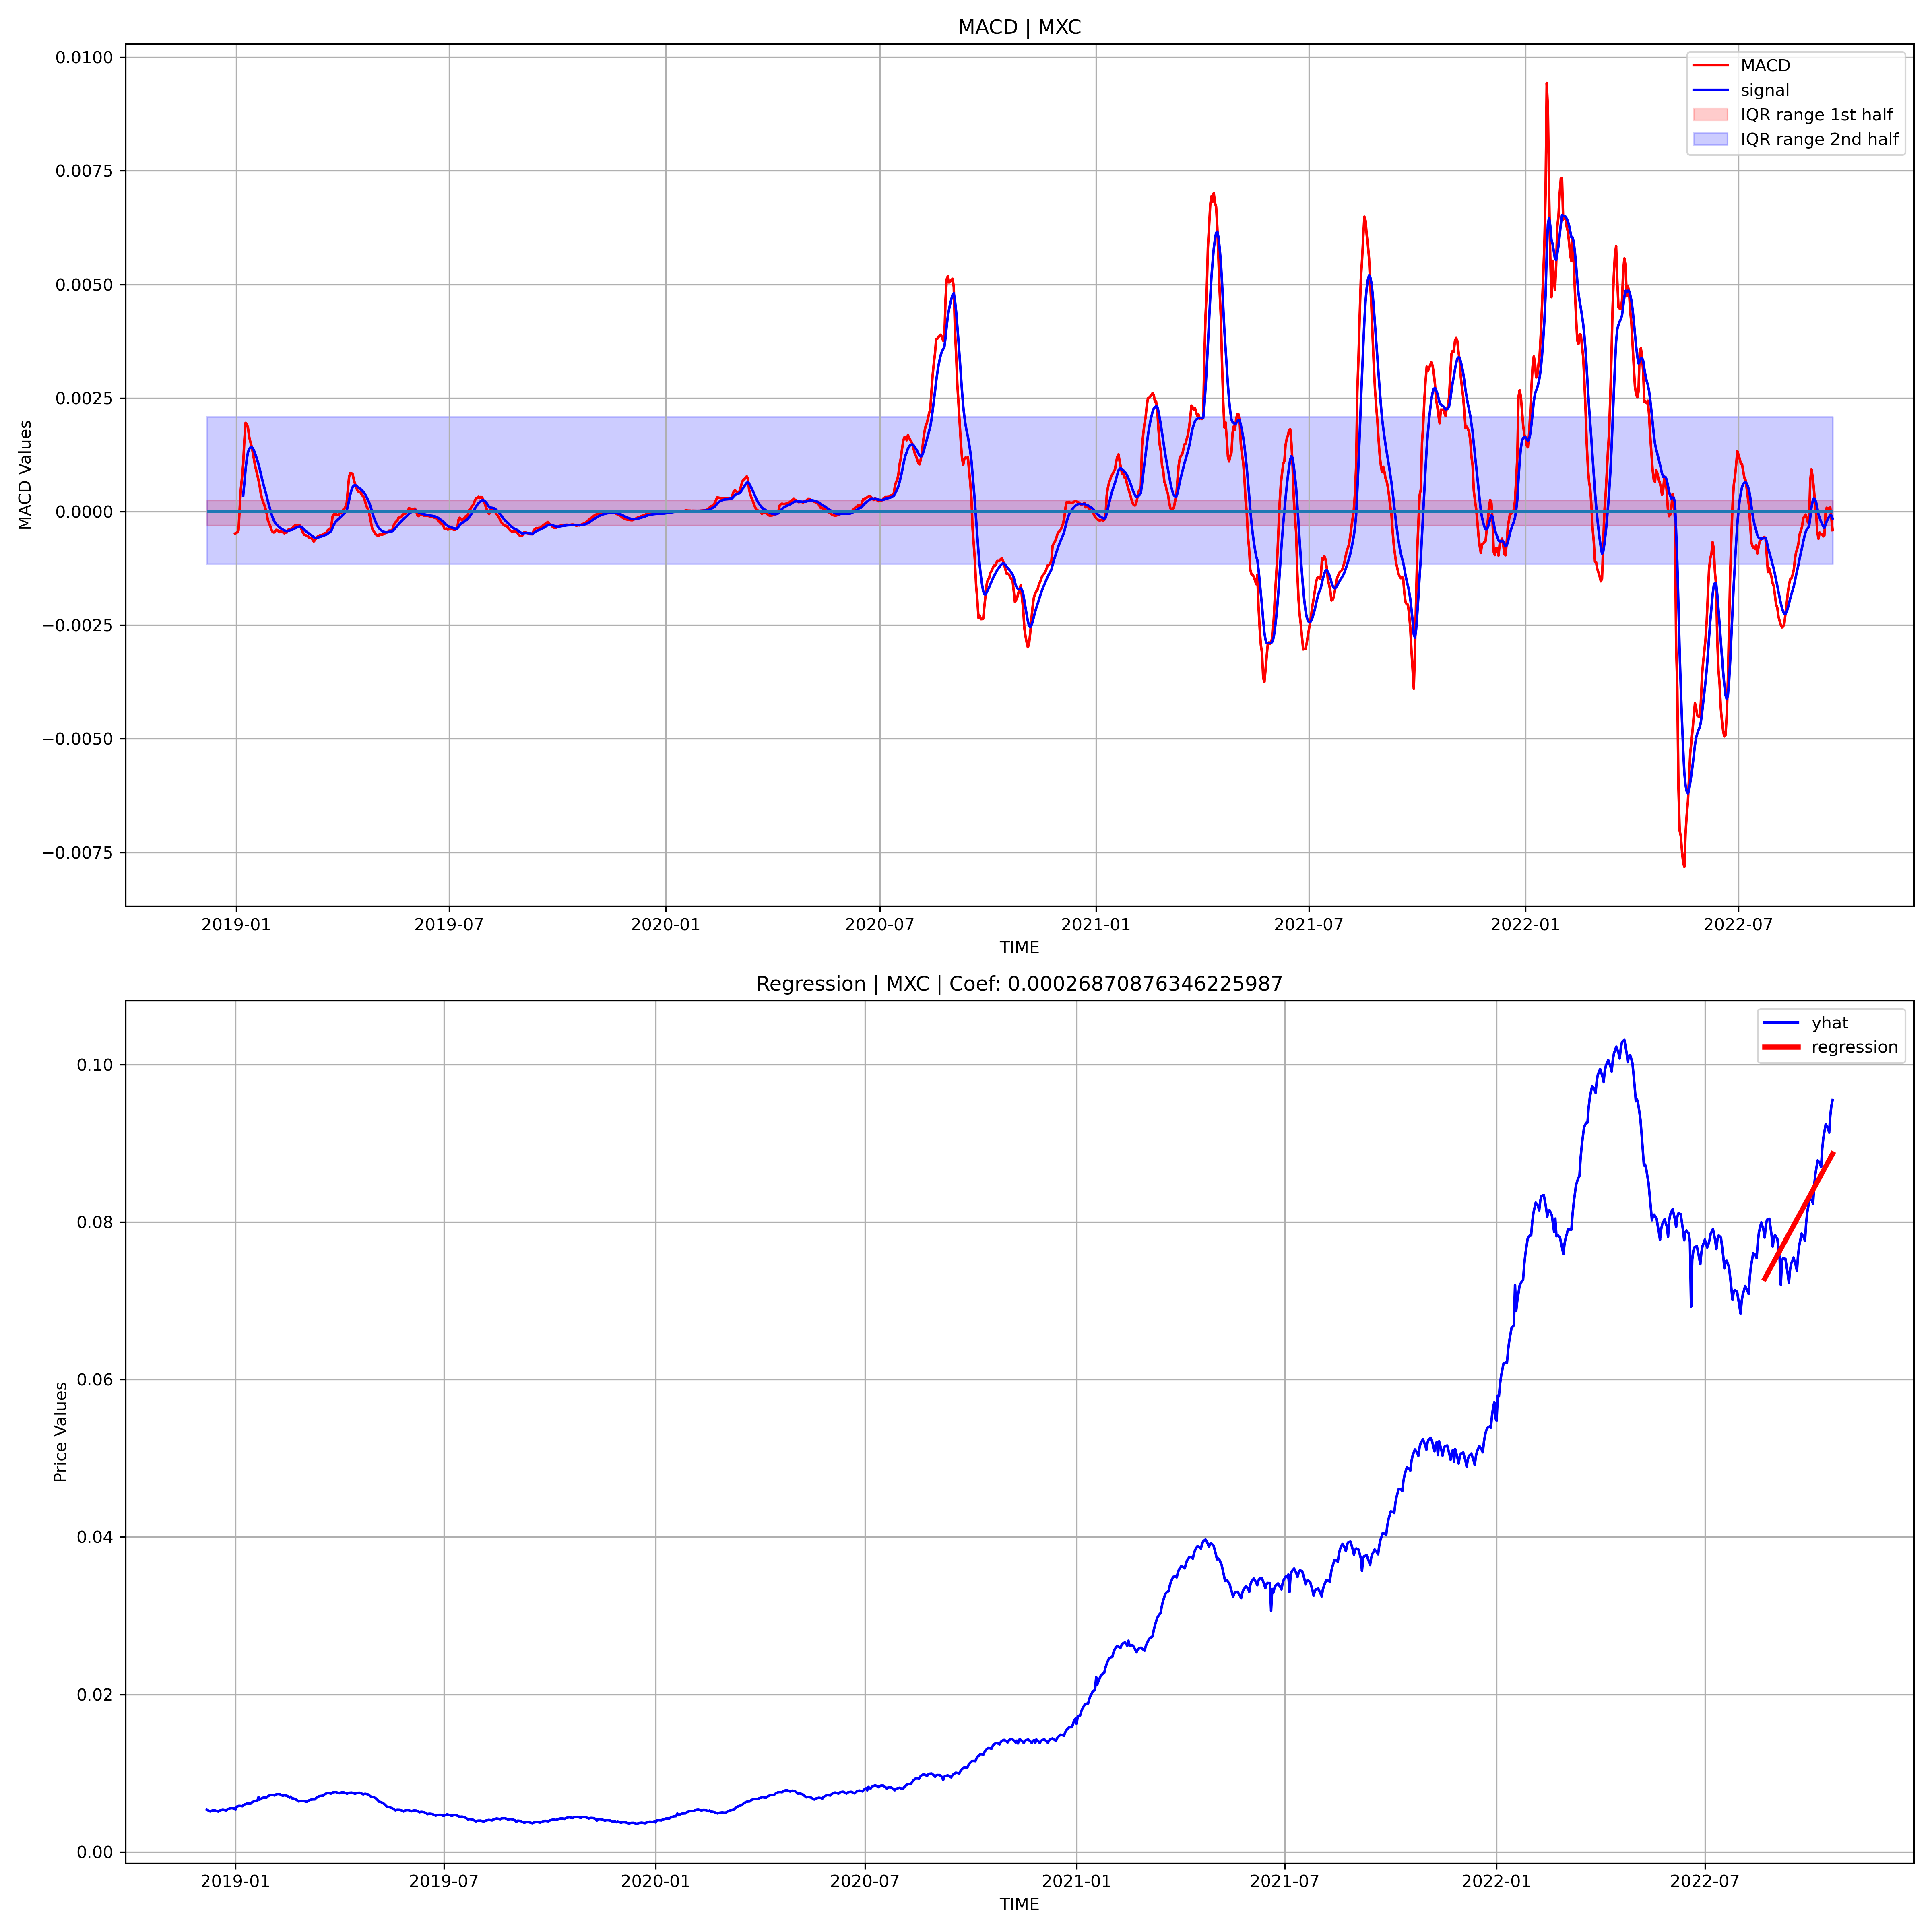 MACD | MXC
MACD Values
0.0100
0.0075
0.0050
0.0025
0.0000
−0.0025
−0.0050
−0.0075
MACD
signal
IQR range 1st half
IQR range 2nd half
2019-01 2019-07 2020-01 2020-07 2021-01 2021-07 2022-01 2022-07
TIME
Regression | MXC | Coef: 0.00026870876346225987
Price Values
0.10
0.08
0.06
0.04
0.02
0.00
yhat
regression
2019-01 2019-07 2020-01 2020-07 2021-01 2021-07 2022-01 2022-07
TIME